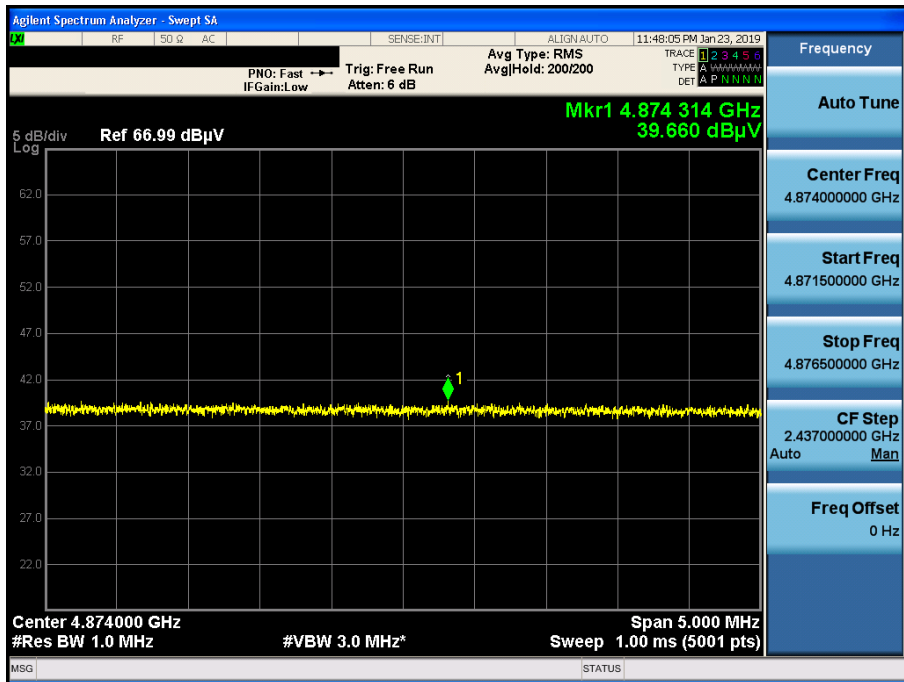 Agilent Spectrum Analyzer - Swept SA
LXI RF 50 Ω AC SENSE:INT ALIGN AUTO 11:48:05 PM Jan 23, 2019
PNO: Fast Trig: Free Run Avg Type: RMS TRACE 1 2 3 4 5 6
IFGain:Low Atten: 6 dB Avg|Hold: 200/200 TYPE A WWWWW
DET A P N N N N
Mkr1 4.874 314 GHz
39.660 dBµV
5 dB/div Ref 66.99 dBµV
Log
62.0
57.0
52.0
47.0
42.0
37.0
32.0
27.0
22.0
1
Center 4.874000 GHz Span 5.000 MHz
#Res BW 1.0 MHz #VBW 3.0 MHz* Sweep 1.00 ms (5001 pts)
MSG STATUS
Frequency
Auto Tune
Center Freq
4.874000000 GHz
Start Freq
4.871500000 GHz
Stop Freq
4.876500000 GHz
CF Step
2.437000000 GHz
Auto Man
Freq Offset
0 Hz